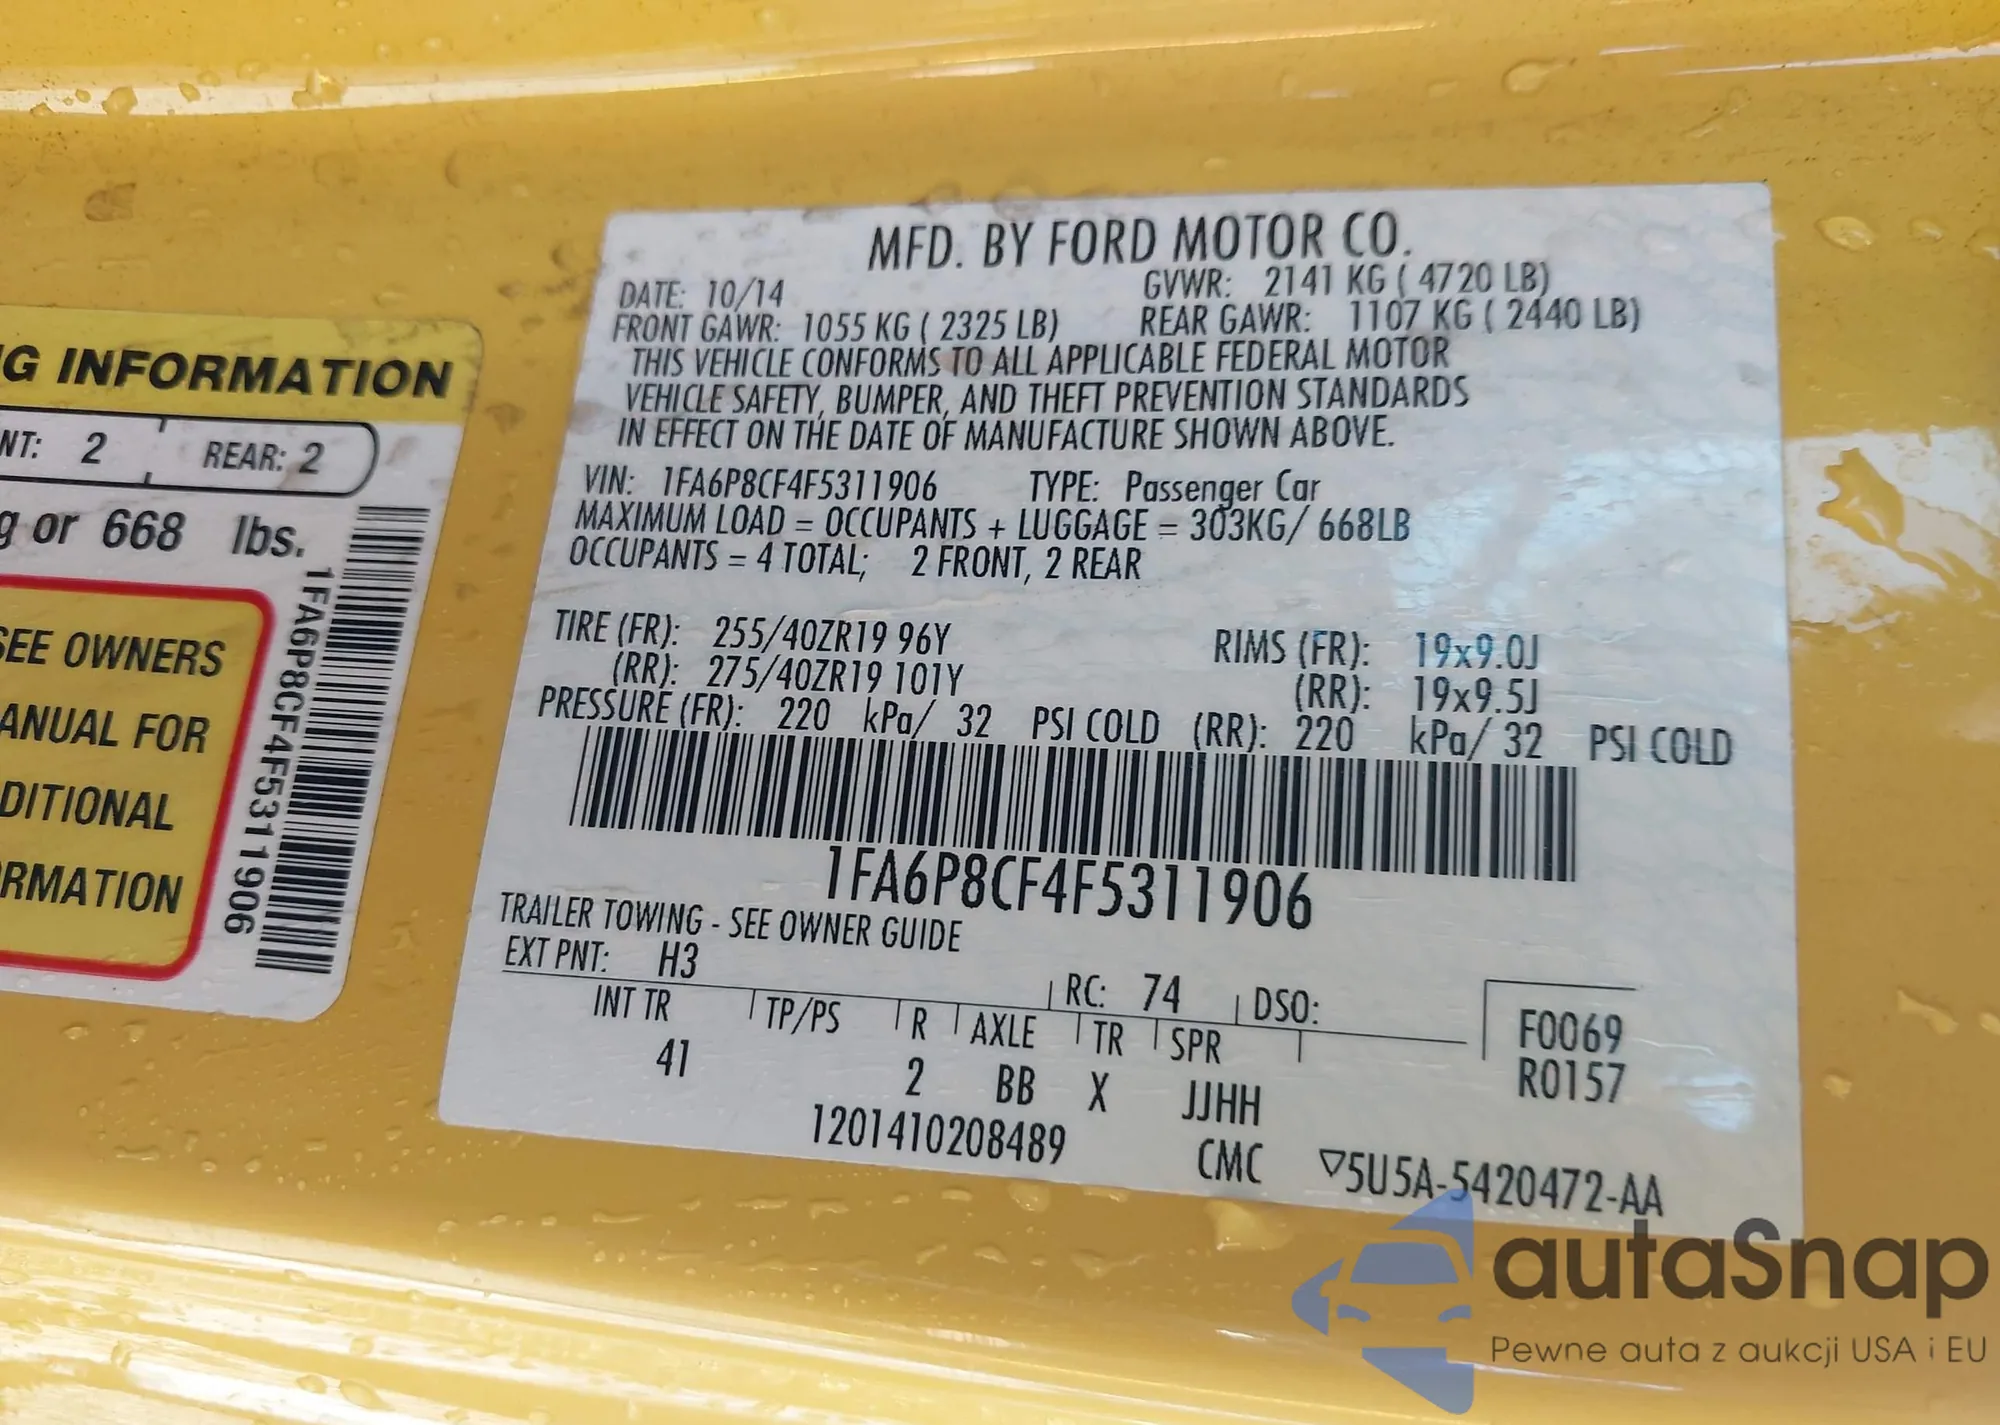 G INFORMATION
NT: 2 REAR: 2
g or 668 lbs.
SEE OWNERS
ANUAL FOR
DITIONAL
RMATION
1FA6P8CF4F5311906
MFD. BY FORD MOTOR CO.
DATE: 10/14 GVWR: 2141 KG ( 4720 LB)
FRONT GAWR: 1055 KG ( 2325 LB) REAR GAWR: 1107 KG ( 2440 LB)
THIS VEHICLE CONFORMS TO ALL APPLICABLE FEDERAL MOTOR
VEHICLE SAFETY, BUMPER, AND THEFT PREVENTION STANDARDS
IN EFFECT ON THE DATE OF MANUFACTURE SHOWN ABOVE.
VIN: 1FA6P8CF4F5311906 TYPE: Passenger Car
MAXIMUM LOAD = OCCUPANTS + LUGGAGE = 303KG/ 668LB
OCCUPANTS = 4 TOTAL; 2 FRONT, 2 REAR
TIRE (FR): 255/40ZR19 96Y RIMS (FR): 19x9.0J
(RR): 275/40ZR19 101Y (RR): 19x9.5J
PRESSURE (FR): 220 kPa/ 32 PSI COLD (RR): 220 kPa/ 32 PSI COLD
1FA6P8CF4F5311906
TRAILER TOWING - SEE OWNER GUIDE
EXT PNT: H3 RC: 74 DSO:
INT TR TP/PS R AXLE TR SPR F0069
41 2 BB X JJHH R0157
1201410208489 CMC ▽5U5A-5420472-AA
autaSnap
Pewne auta z aukcji USA i EU